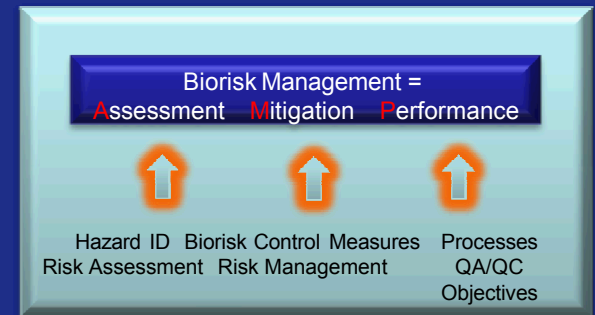 Biorisk Management =
Assessment Mitigation Performance
Hazard ID Biorisk Control Measures Processes
Risk Assessment Risk Management QA/QC
Objectives